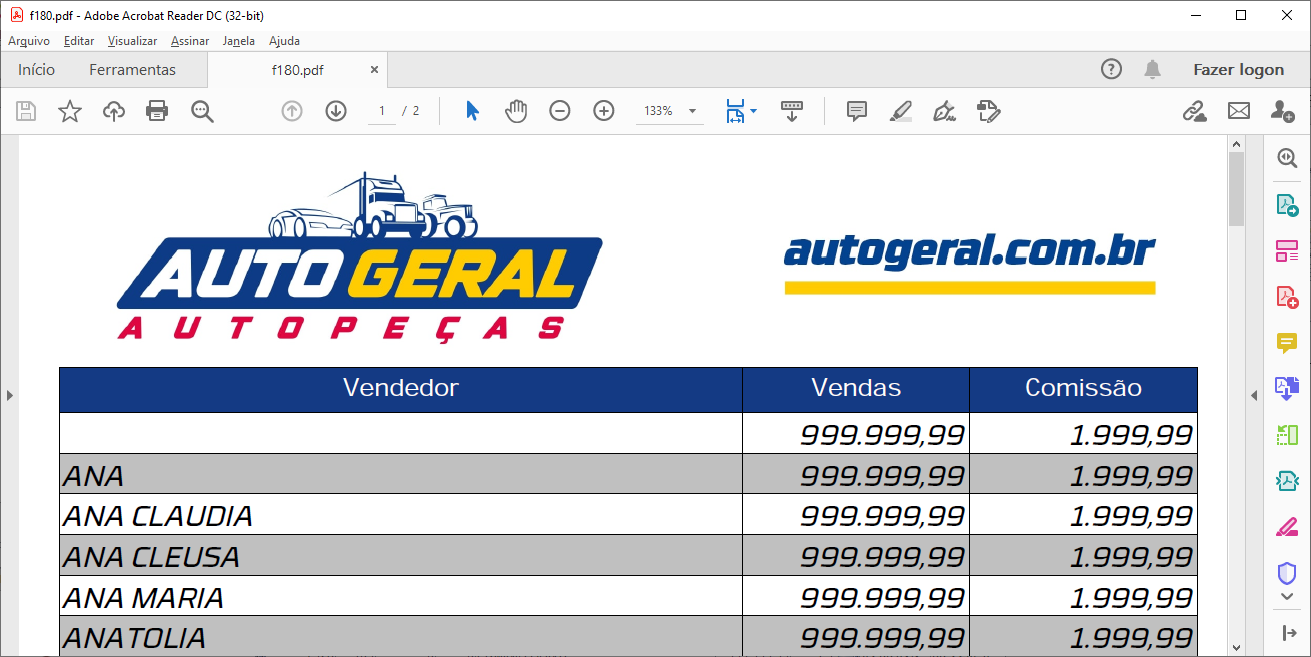 f180.pdf - Adobe Acrobat Reader DC (32-bit)
Arquivo Editar Visualizar Assinar Janela Ajuda
Início Ferramentas f180.pdf Fazer logon
1 / 2 133%
AUTOGERAL
AUTOPEÇAS
autogeral.com.br
Vendedor Vendas Comissão
999.999,99 1.999,99
ANA 999.999,99 1.999,99
ANA CLAUDIA 999.999,99 1.999,99
ANA CLEUSA 999.999,99 1.999,99
ANA MARIA 999.999,99 1.999,99
ANATOLIA 999.999,99 1.999,99